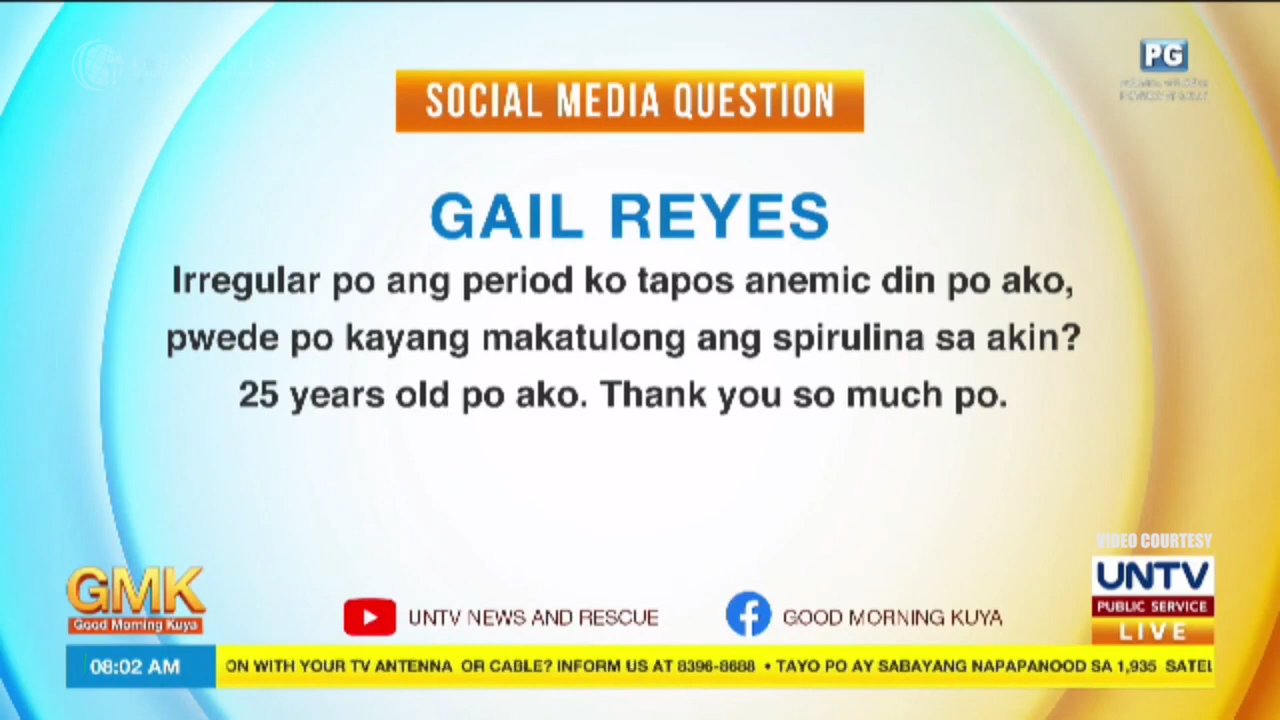 PG
SOCIAL MEDIA QUESTION
GAIL REYES
Irregular po ang period ko tapos anemic din po ako,
pwede po kayang makatulong ang spirulina sa akin?
25 years old po ako. Thank you so much po.
VIDEO COURTESY
GMK
Good Morning Kuya
UNTV NEWS AND RESCUE
GOOD MORNING KUYA
UNTV
PUBLIC SERVICE
LIVE
08:02 AM
ON WITH YOUR TV ANTENNA OR CABLE? INFORM US AT 8396-8688 • TAYO PO AY SABAYANG NAPAPANOOD SA 1,935 SATEL